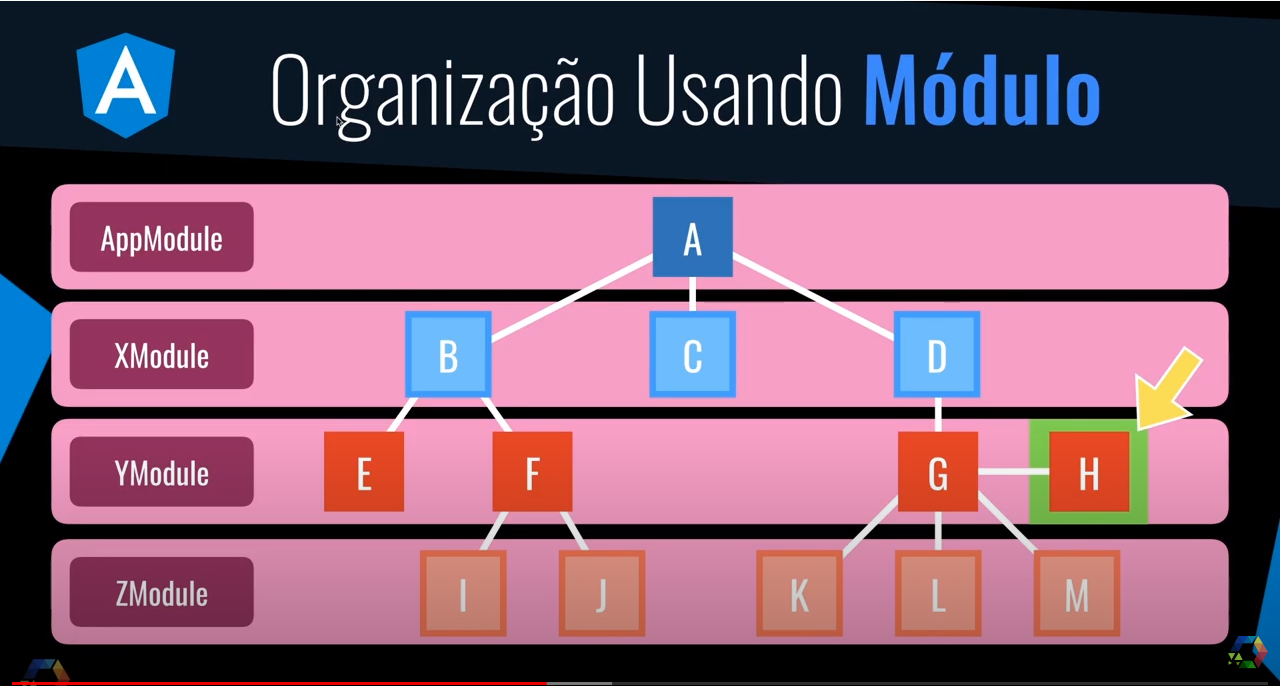 A
Organização Usando Módulo
AppModule
A
XModule
B
C
D
YModule
E
F
G
H
ZModule
I
J
K
L
M